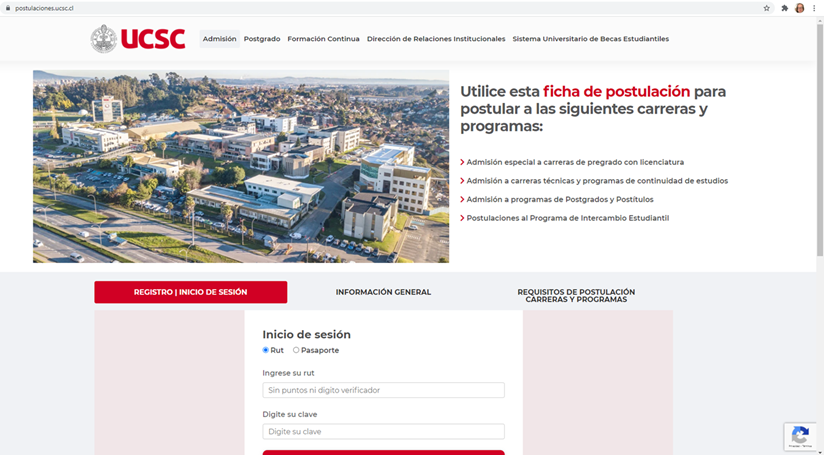 postulaciones.ucsc.cl
UCSC
Admisión Postgrado Formación Continua Dirección de Relaciones Institucionales Sistema Universitario de Becas Estudiantiles
Utilice esta ficha de postulación para
postular a las siguientes carreras y
programas:
Admisión especial a carreras de pregrado con licenciatura
Admisión a carreras técnicas y programas de continuidad de estudios
Admisión a programas de Postgrados y Postítulos
Postulaciones al Programa de Intercambio Estudiantil
REGISTRO | INICIO DE SESIÓN
INFORMACIÓN GENERAL
REQUISITOS DE POSTULACIÓN
CARRERAS Y PROGRAMAS
Inicio de sesión
Rut Pasaporte
Ingrese su rut
Sin puntos ni digito verificador
Digite su clave
Digite su clave